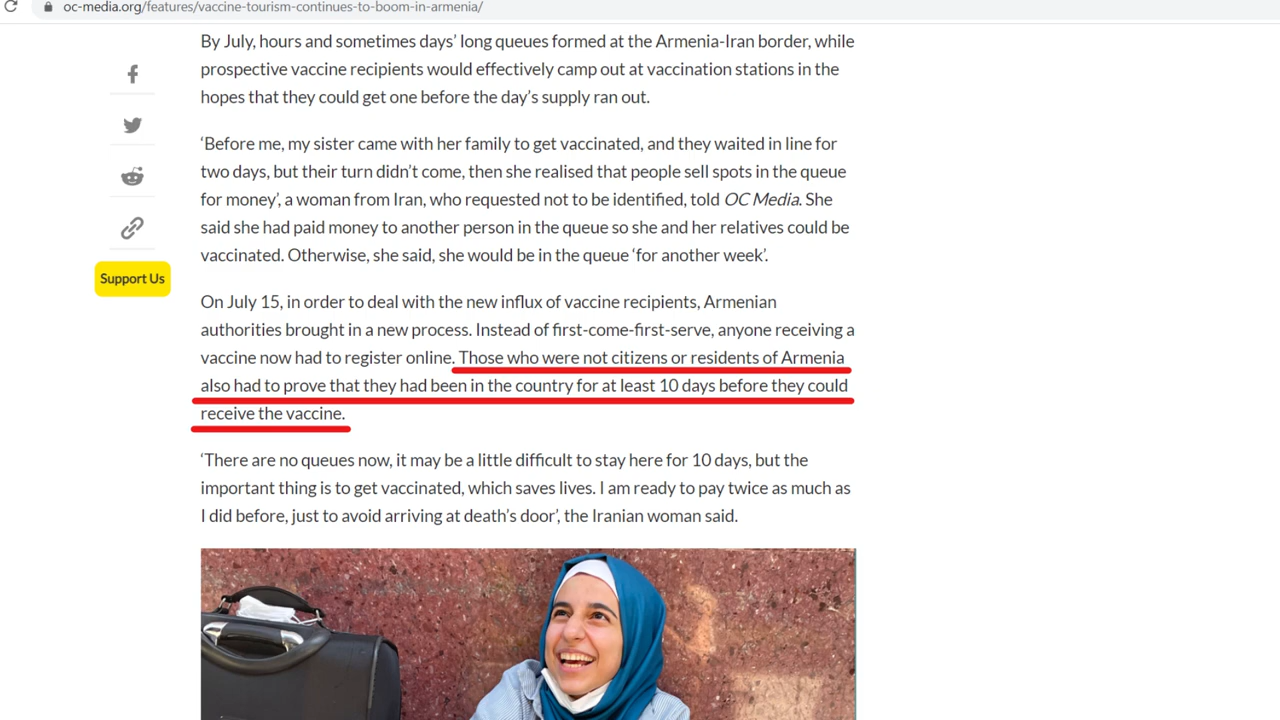 oc-media.org/features/vaccine-tourism-continues-to-boom-in-armenia/
By July, hours and sometimes days’ long queues formed at the Armenia-Iran border, while
prospective vaccine recipients would effectively camp out at vaccination stations in the
hopes that they could get one before the day’s supply ran out.
‘Before me, my sister came with her family to get vaccinated, and they waited in line for
two days, but their turn didn’t come, then she realised that people sell spots in the queue
for money’, a woman from Iran, who requested not to be identified, told OC Media. She
said she had paid money to another person in the queue so she and her relatives could be
vaccinated. Otherwise, she said, she would be in the queue ‘for another week’.
Support Us
On July 15, in order to deal with the new influx of vaccine recipients, Armenian
authorities brought in a new process. Instead of first-come-first-serve, anyone receiving a
vaccine now had to register online. Those who were not citizens or residents of Armenia
also had to prove that they had been in the country for at least 10 days before they could
receive the vaccine.
‘There are no queues now, it may be a little difficult to stay here for 10 days, but the
important thing is to get vaccinated, which saves lives. I am ready to pay twice as much as
I did before, just to avoid arriving at death’s door’, the Iranian woman said.